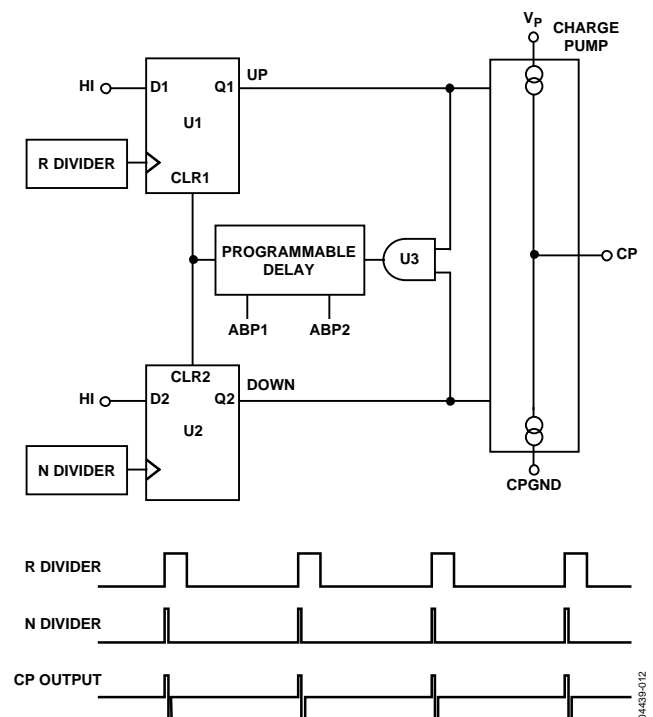 VP
CHARGE
PUMP
HI
D1
Q1
UP
U1
R DIVIDER
CLR1
PROGRAMMABLE
DELAY
U3
CP
ABP1
ABP2
CLR2
DOWN
HI
D2
Q2
U2
N DIVIDER
CPGND
R DIVIDER
N DIVIDER
CP OUTPUT
04439-012